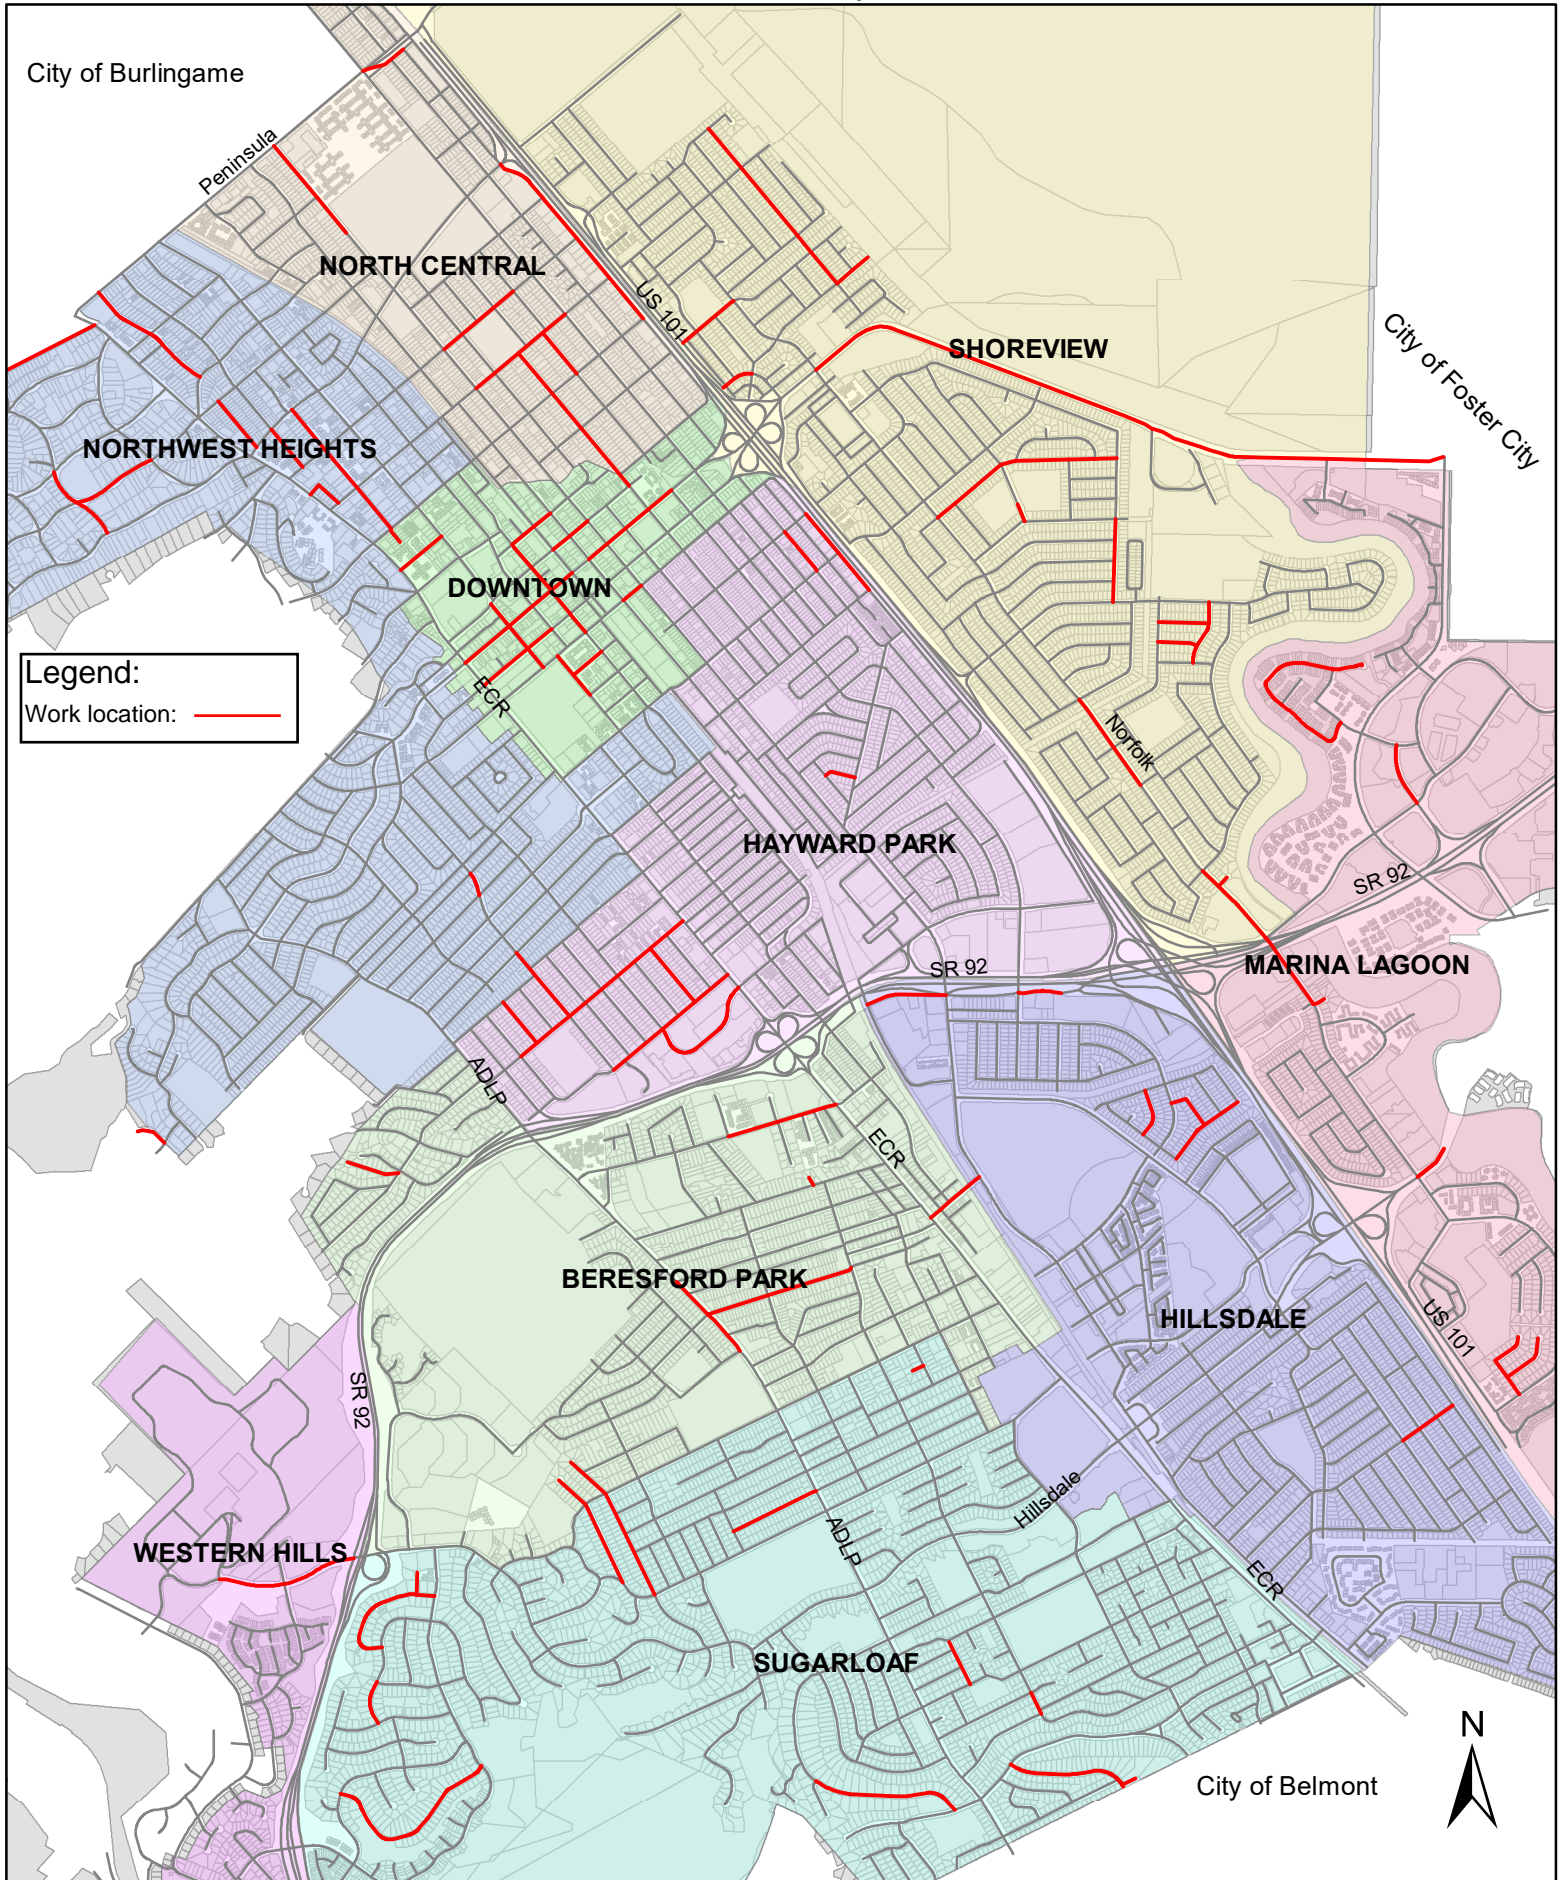 City of Burlingame
Peninsula
NORTH CENTRAL
US 101
SHOREVIEW
City of Foster City
NORTHWEST HEIGHTS
DOWNTOWN
Legend:
Work location:
ECR
Norfolk
HAYWARD PARK
SR 92
SR 92
MARINA LAGOON
ADLP
ECR
BERESFORD PARK
HILLSDALE
US 101
SR 92
Hillsdale
ADLP
WESTERN HILLS
ECR
SUGARLOAF
N
City of Belmont